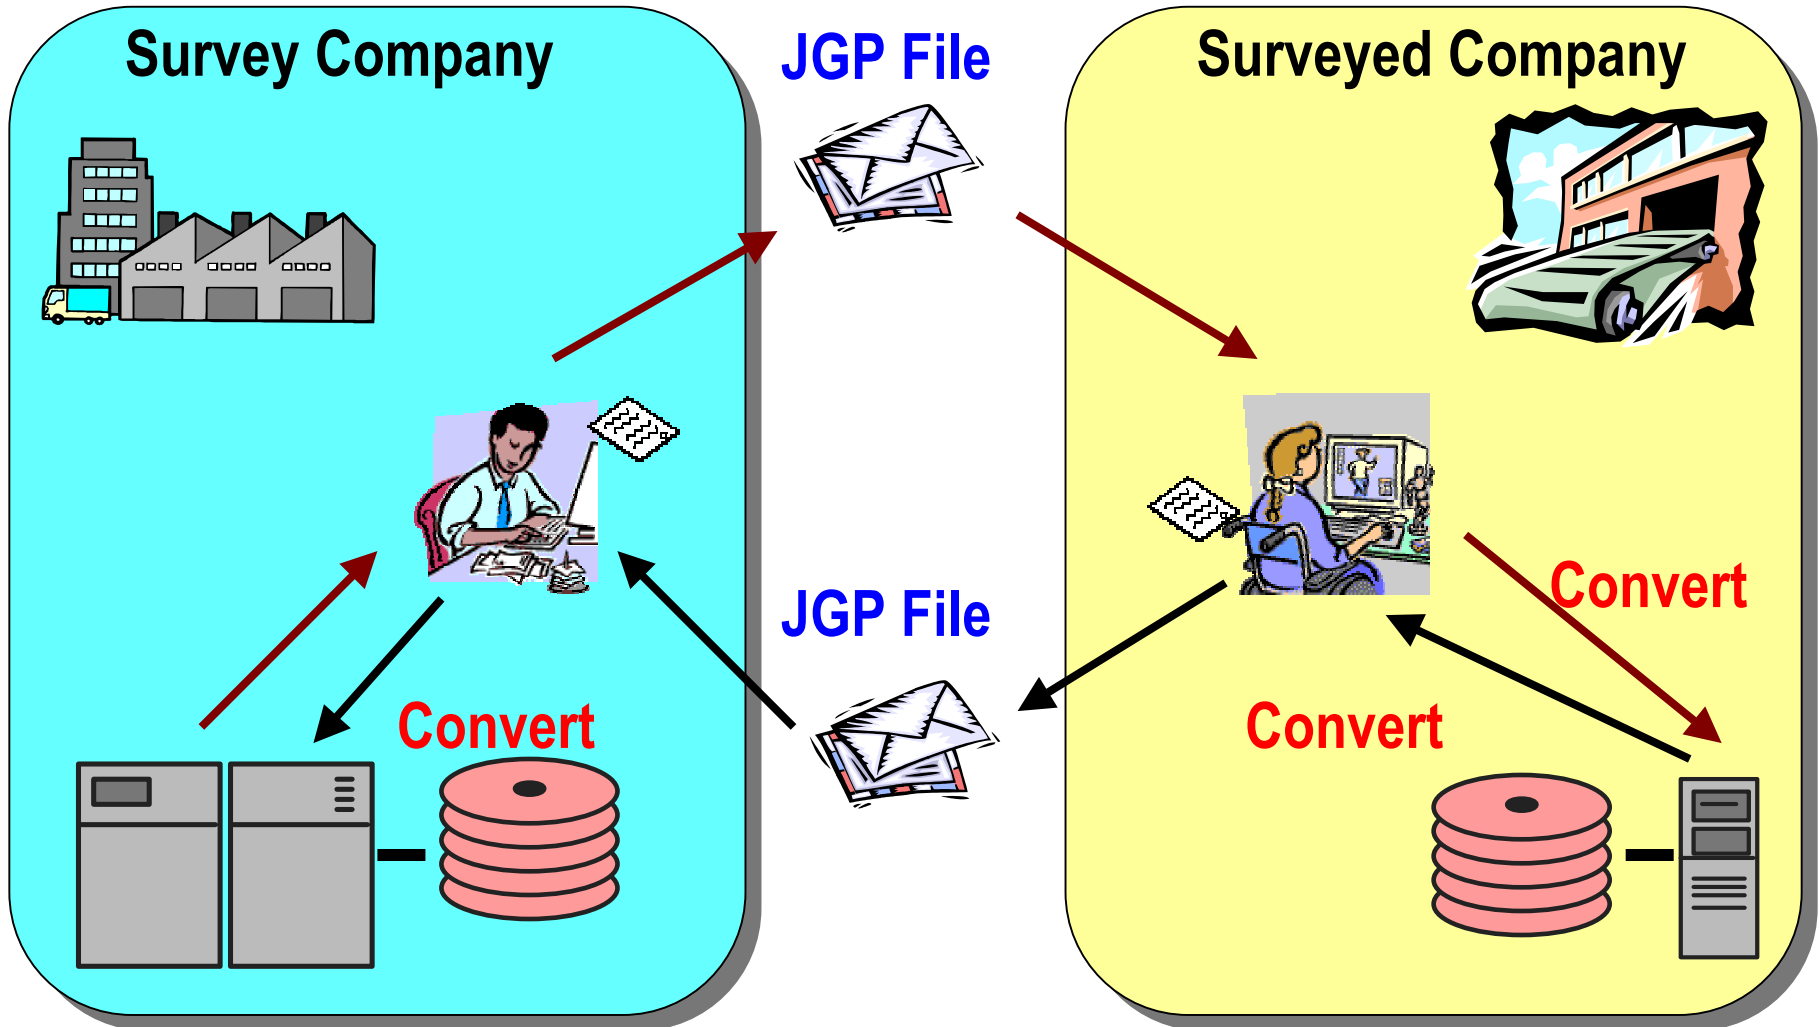 Survey Company
JGP File
Surveyed Company
Convert
JGP File
Convert
Convert